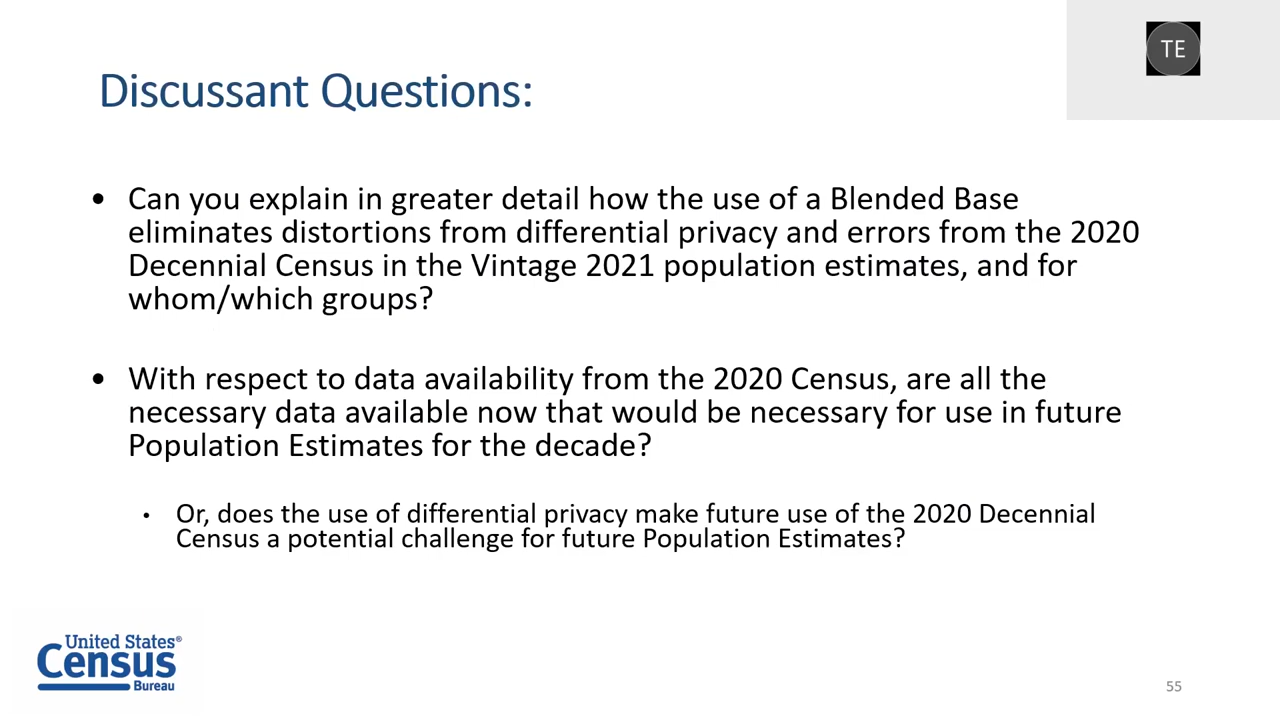 TE
Discussant Questions:
• Can you explain in greater detail how the use of a Blended Base
eliminates distortions from differential privacy and errors from the 2020
Decennial Census in the Vintage 2021 population estimates, and for
whom/which groups?
• With respect to data availability from the 2020 Census, are all the
necessary data available now that would be necessary for use in future
Population Estimates for the decade?
• Or, does the use of differential privacy make future use of the 2020 Decennial
Census a potential challenge for future Population Estimates?
United States®
Census
Bureau
55